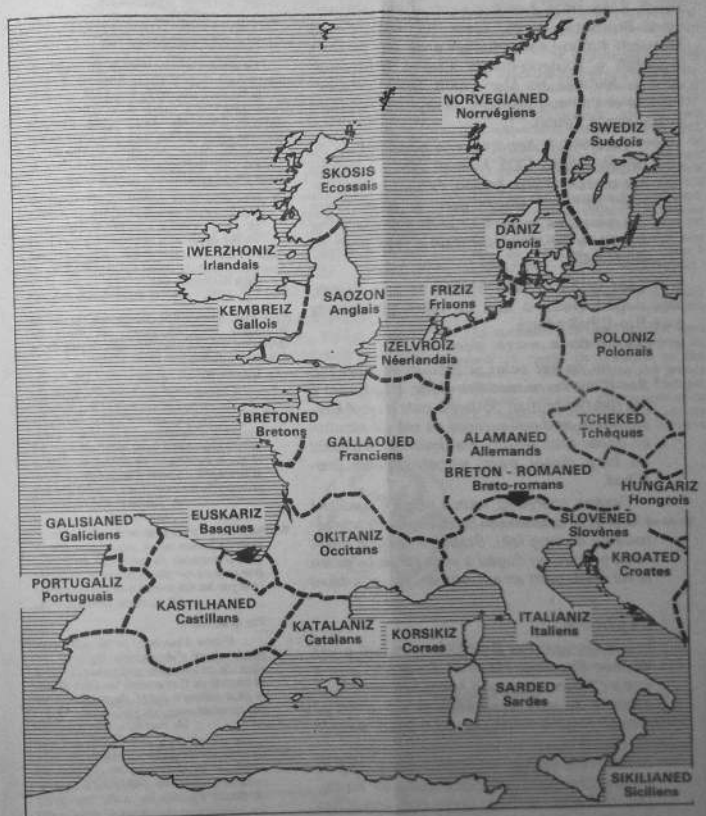 NORVEGIANED
Norrvégiens
SWEDIZ
Suédois
SKOSIS
Ecossais
DANIZ
Danois
IWERZHONIZ
Irlandais
FRIZIZ
Frisons
KEMBREIZ
Gallois
SAOZON
Anglais
IZELVROIZ
Néerlandais
POLONIZ
Polonais
BRETONED
Bretons
GALLAOUED
Franciens
ALAMANED
Allemands
TCHEKED
Tchèques
BRETON - ROMANED
Breto-romans
HUNGARIZ
Hongrois
GALISIANED
Galiciens
EUSKARIZ
Basques
OKITANIZ
Occitans
SLOVENED
Slovènes
KROATED
Croates
PORTUGALIZ
Portuguais
KASTILHANED
Castillans
KATALANIZ
Catalans
KORSIKIZ
Corses
ITALIANIZ
Italiens
SARDED
Sardes
SIKILIANED
Siciliens